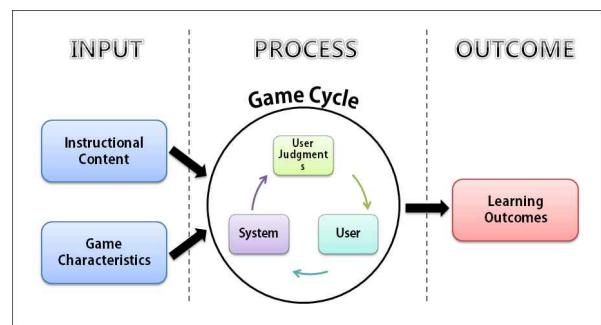 INPUT
PROCESS
OUTCOME
Game Cycle
Instructional
Content
Game
Characteristics
User
Judgment
s
System
User
Learning
Outcomes